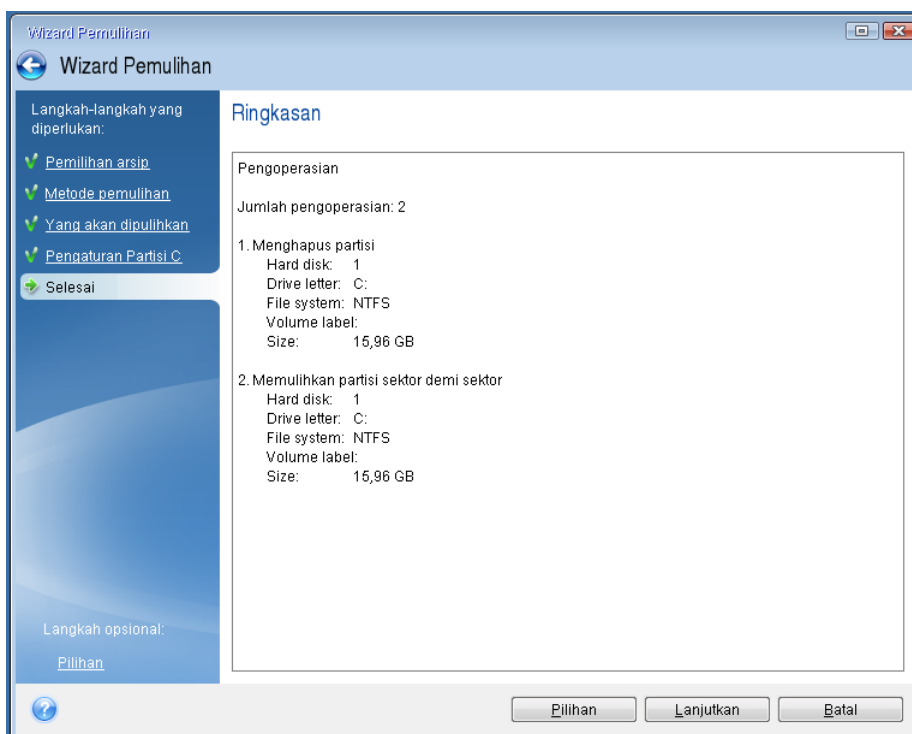 Wizard Pemulihan
Wizard Pemulihan
Langkah-langkah yang
diperlukan:
Pemilihan arsip
Metode pemulihan
Yang akan dipulihkan
Pengaturan Partisi C
Selesai
Langkah opsional:
Pilihan
Ringkasan
Pengoperasian
Jumlah pengoperasian: 2
1. Menghapus partisi
Hard disk: 1
Drive letter: C:
File system: NTFS
Volume label:
Size: 15,96 GB
2. Memulihkan partisi sektor demi sektor
Hard disk: 1
Drive letter: C:
File system: NTFS
Volume label:
Size: 15,96 GB
Pilihan
Lanjutkan
Batal